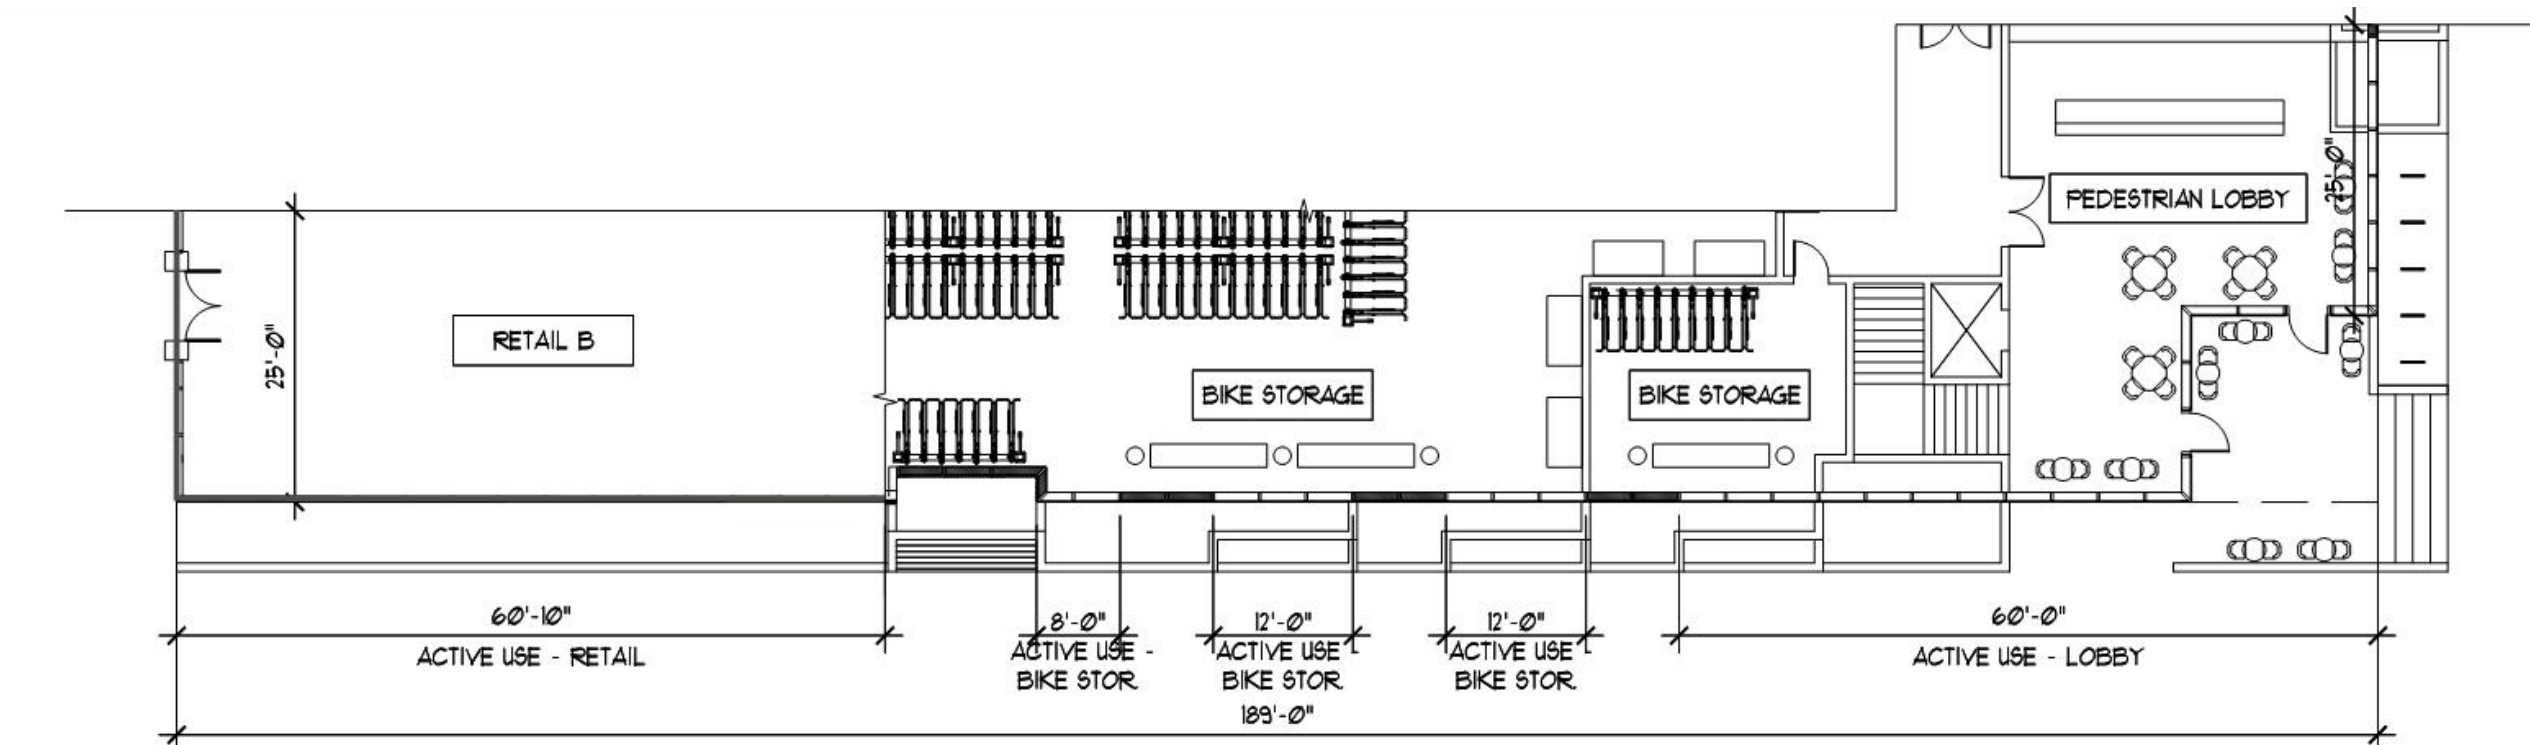 PEDESTRIAN LOBBY
25'-0"
RETAIL B
25'-0"
BIKE STORAGE
BIKE STORAGE
60'-10"
8'-0"
12'-0"
12'-0"
60'-0"
ACTIVE USE - RETAIL
ACTIVE USE -
BIKE STOR.
ACTIVE USE -
BIKE STOR.
ACTIVE USE -
BIKE STOR.
ACTIVE USE - LOBBY
189'-0"